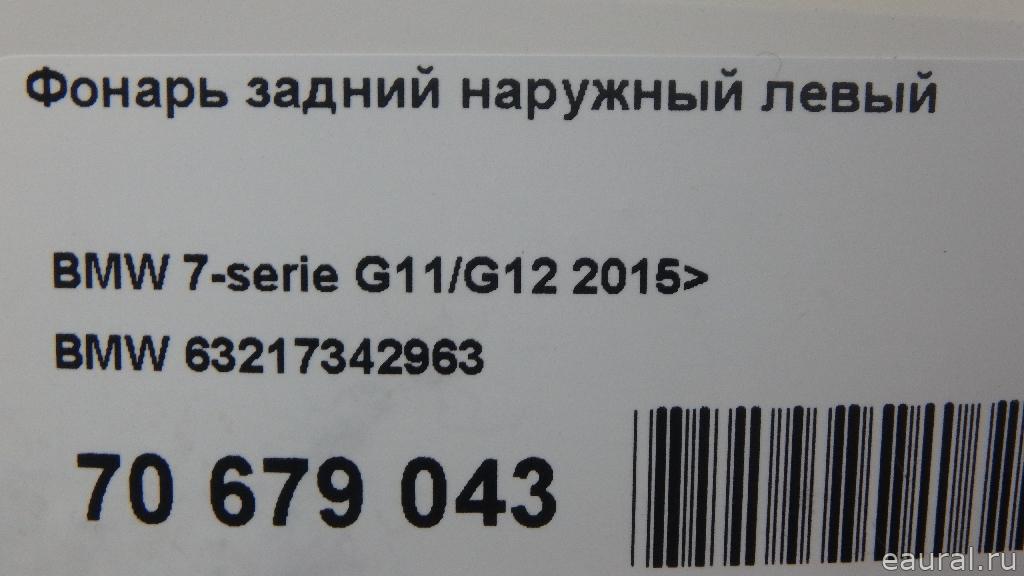 Фонарь задний наружный левый
BMW 7-serie G11/G12 2015>
BMW 63217342963
70 679 043
eaural.ru